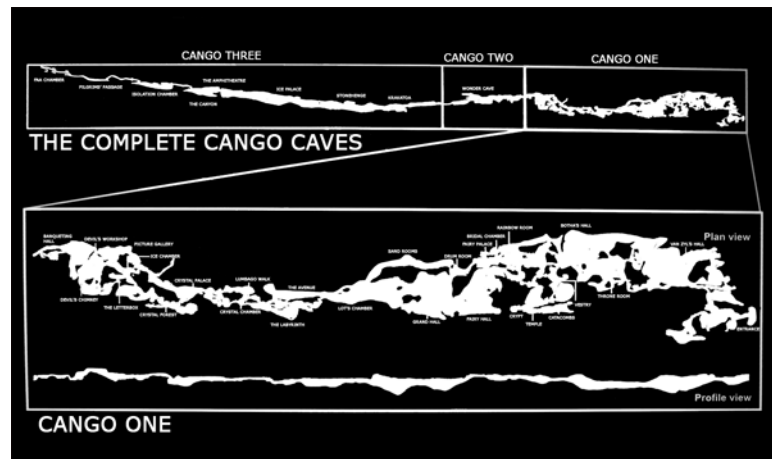 CANGO THREE
CANGO TWO
CANGO ONE
PILGRIMS' PASSAGE
ISOLATION CHAMBER
THE AMPHITHEATRE
THE CANYON
ICE PALACE
STONEHENGE
KRAKATOA
WONDER CAVE
THE COMPLETE CANGO CAVES
BANQUETING
HALL
DEVIL'S WORKSHOP
PICTURE GALLERY
ICE CHAMBER
DEVIL'S CHIMNEY
THE LETTERBOX
CRYSTAL FOREST
CRYSTAL PALACE
LUMBAGO WALK
CRYSTAL CHAMBER
THE AVENUE
THE LABYRINTH
LOT'S CHAMBER
SAND ROOMS
GRAND HALL
DRUM ROOM
FAIRY PALACE
BRIDAL CHAMBER
RAINBOW ROOM
FAIRY HALL
CRYPT
TEMPLE
CATACOMBS
VESTRY
BOTHA'S HALL
THRONE ROOM
VAN ZYL'S HALL
ENTRANCE
Plan view
Profile view
CANGO ONE